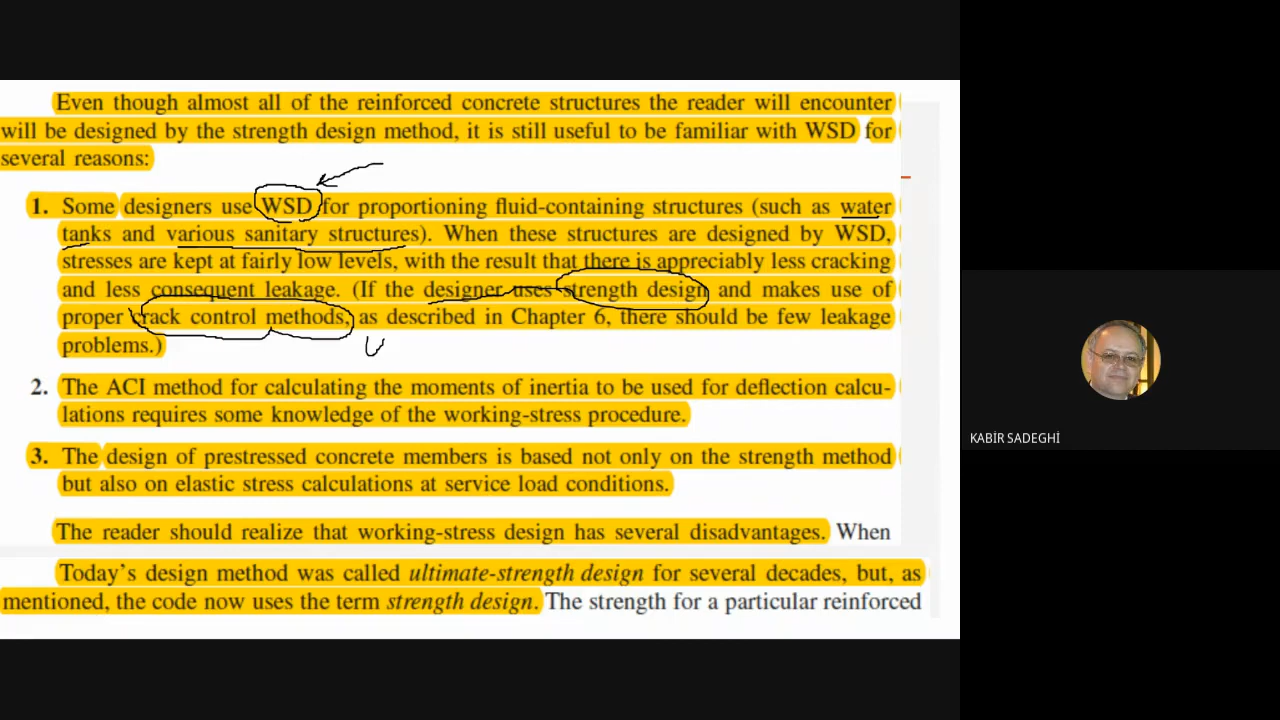 Even though almost all of the reinforced concrete structures the reader will encounter
will be designed by the strength design method, it is still useful to be familiar with WSD for
several reasons:
1. Some designers use WSD for proportioning fluid-containing structures (such as water
tanks and various sanitary structures). When these structures are designed by WSD,
stresses are kept at fairly low levels, with the result that there is appreciably less cracking
and less consequent leakage. (If the designer uses strength design and makes use of
proper crack control methods, as described in Chapter 6, there should be few leakage
problems.)
2. The ACI method for calculating the moments of inertia to be used for deflection calcu-
lations requires some knowledge of the working-stress procedure.
3. The design of prestressed concrete members is based not only on the strength method
but also on elastic stress calculations at service load conditions.
The reader should realize that working-stress design has several disadvantages. When
Today's design method was called ultimate-strength design for several decades, but, as
mentioned, the code now uses the term strength design. The strength for a particular reinforced
KABİR SADEGHİ